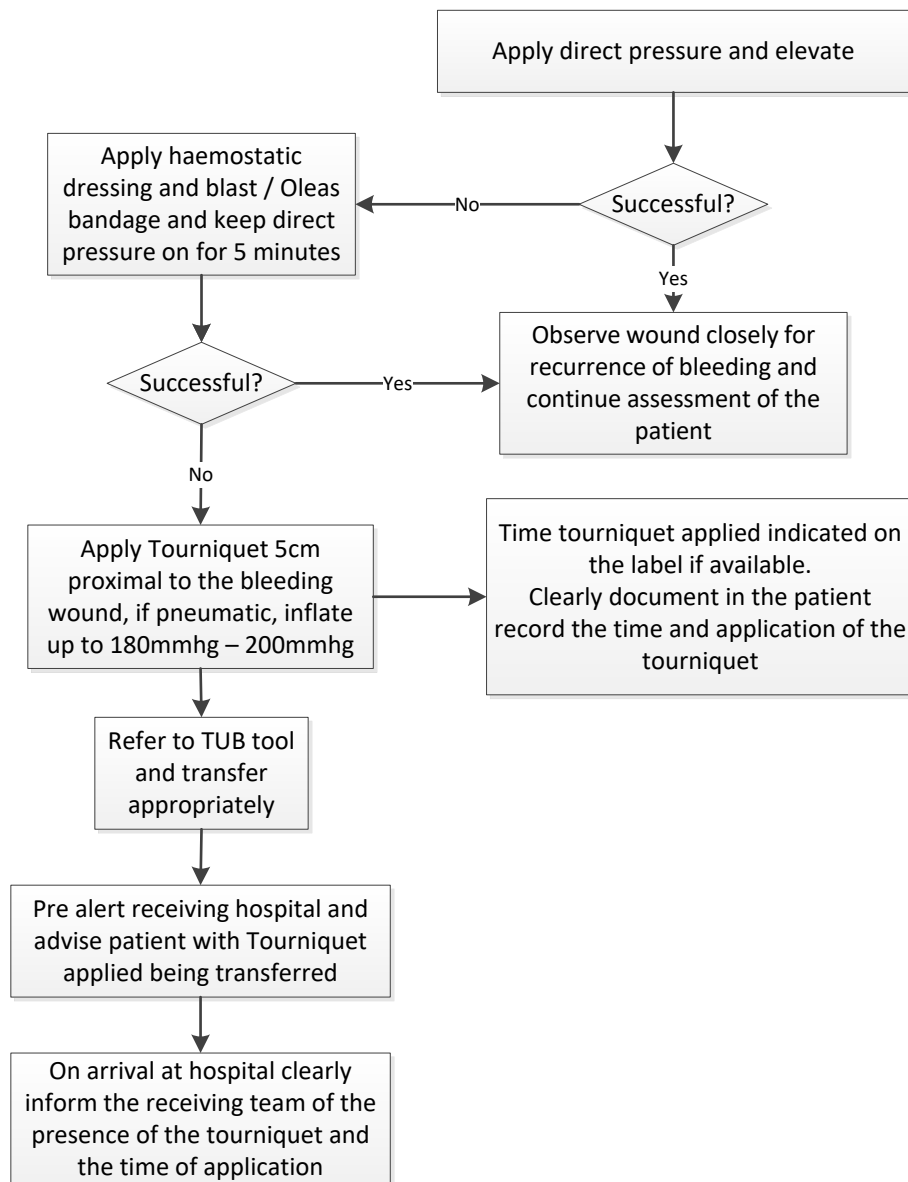 Apply direct pressure and elevate
Successful?
No
Yes
Apply haemostatic
dressing and blast / Oleas
bandage and keep direct
pressure on for 5 minutes
Observe wound closely for
recurrence of bleeding and
continue assessment of the
patient
Successful?
Yes
No
Apply Tourniquet 5cm
proximal to the bleeding
wound, if pneumatic, inflate
up to 180mmhg – 200mmhg
Time tourniquet applied indicated on
the label if available.
Clearly document in the patient
record the time and application of the
tourniquet
Refer to TUB tool
and transfer
appropriately
Pre alert receiving hospital and
advise patient with Tourniquet
applied being transferred
On arrival at hospital clearly
inform the receiving team of the
presence of the tourniquet and
the time of application